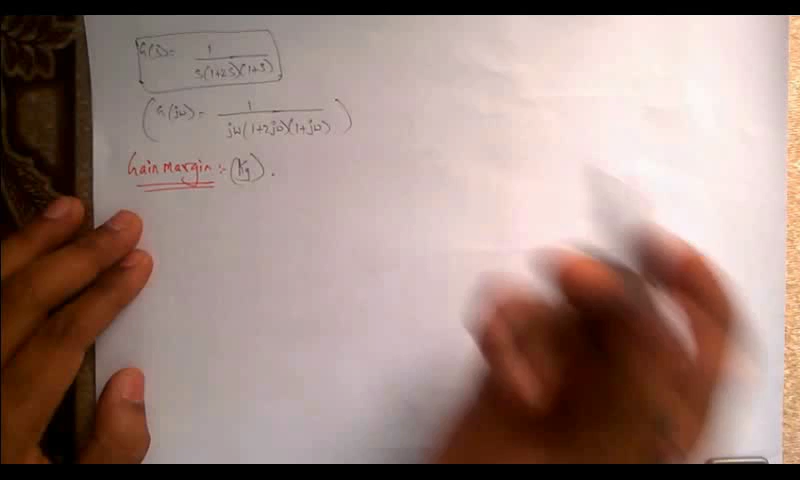 G(s) = 1 / s(1+2s)(1+s)
(G(jω) = 1 / jω(1+2jω)(1+jω))
Gain Margin :- (Kg).